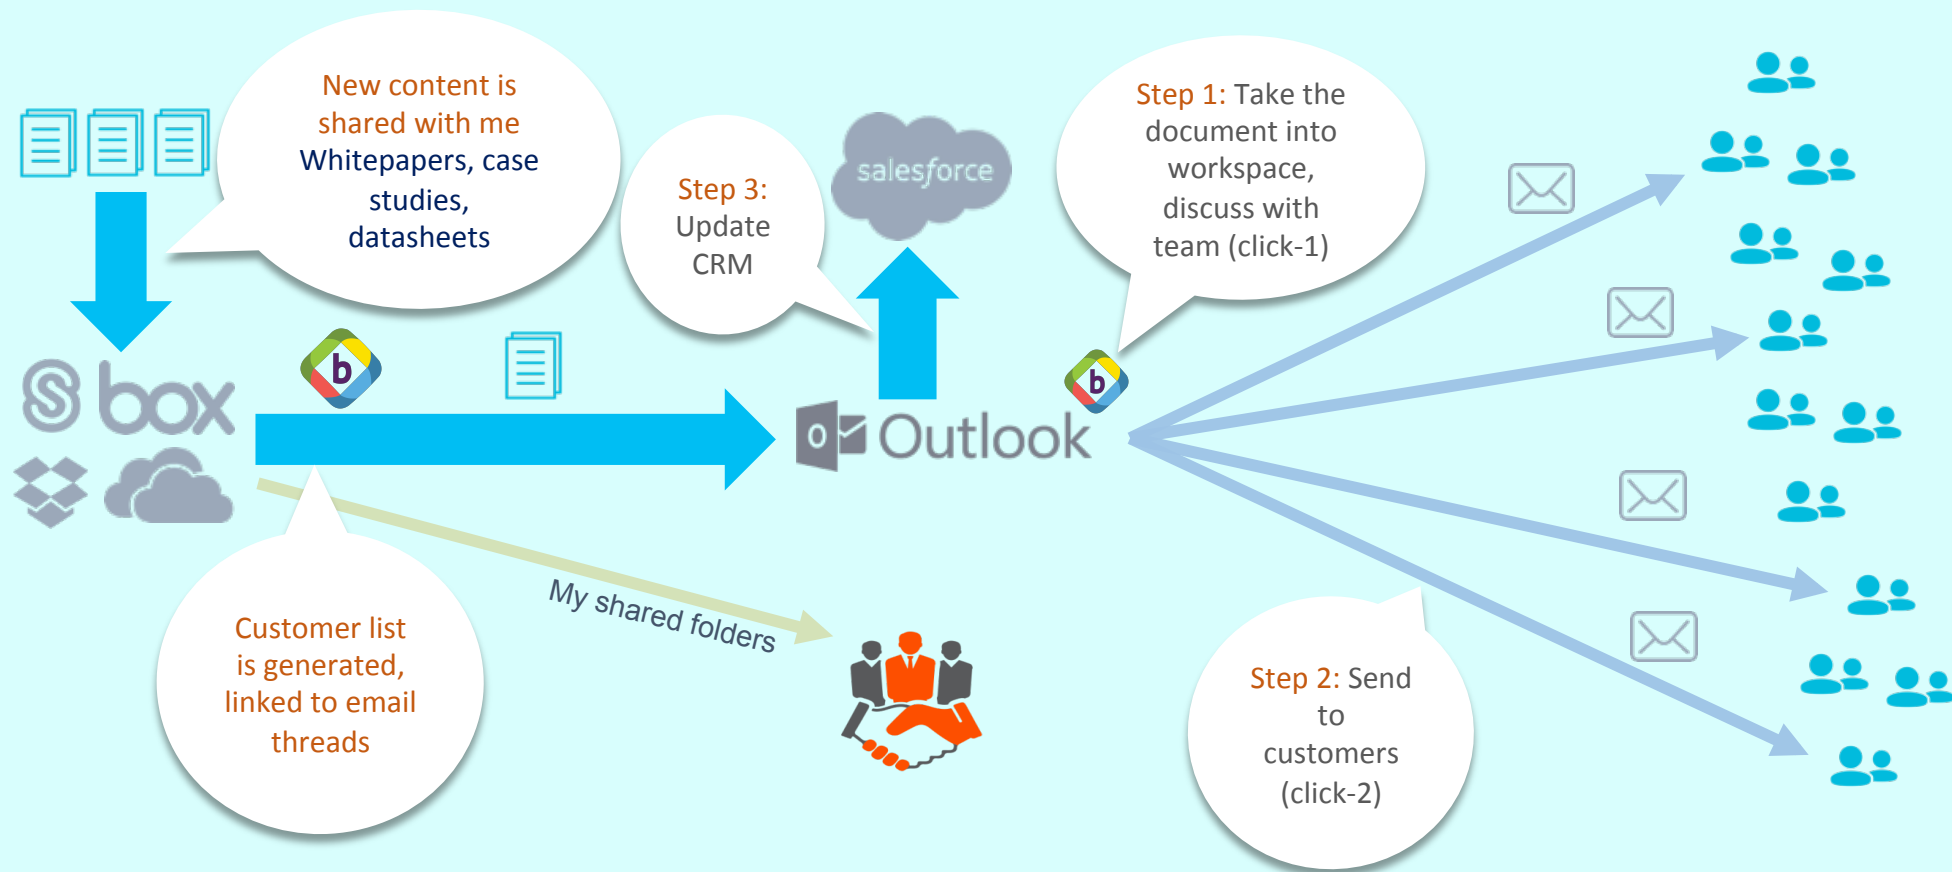 New content is
shared with me
Whitepapers, case
studies,
datasheets
Step 3:
Update
CRM
salesforce
Step 1: Take the
document into
workspace,
discuss with
team (click-1)
S box
b
b
o Outlook
My shared folders
Customer list
is generated,
linked to email
threads
Step 2: Send
to
customers
(click-2)